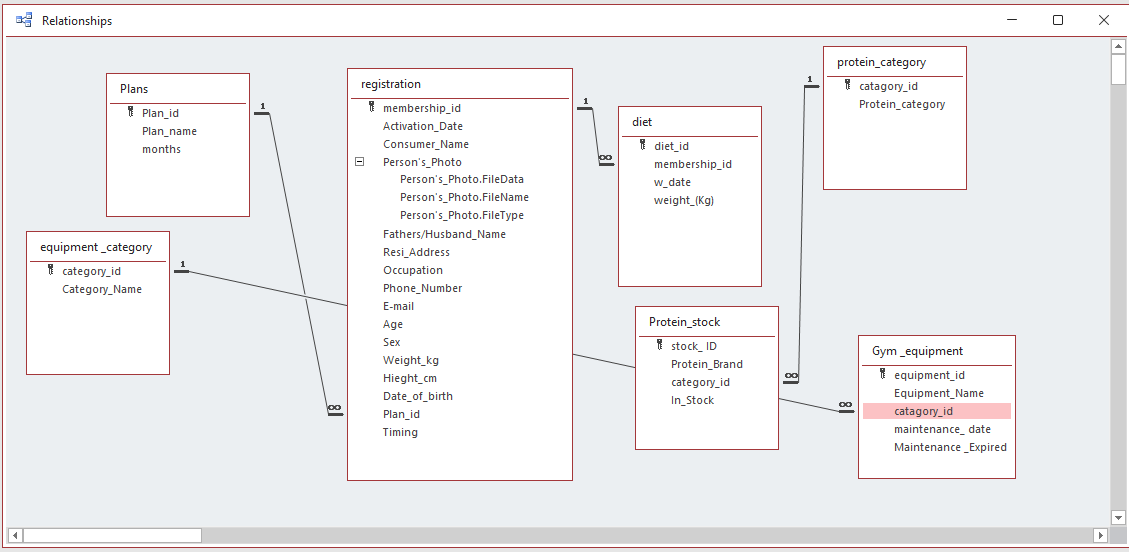 Relationships
Plans
Plan_id
Plan_name
months
1
equipment _category
category_id
Category_Name
1
registration
membership_id
Activation_Date
Consumer_Name
Person's_Photo
Person's_Photo.FileData
Person's_Photo.FileName
Person's_Photo.FileType
Fathers/Husband_Name
Resi_Address
Occupation
Phone_Number
E-mail
Age
Sex
Weight_kg
Hieght_cm
Date_of_birth
Plan_id
Timing
∞
1
diet
diet_id
membership_id
w_date
weight_(Kg)
∞
protein_category
catagory_id
Protein_category
1
Protein_stock
stock_ ID
Protein_Brand
category_id
In_Stock
∞
Gym _equipment
equipment_id
Equipment_Name
catagory_id
maintenance_ date
Maintenance _Expired
∞